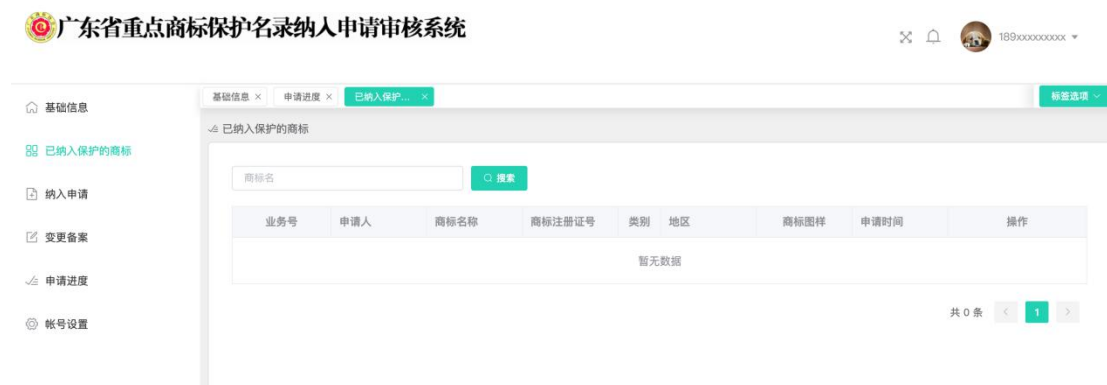 广东省重点商标保护名录纳入申请审核系统
189xxxxxxxxx
基础信息
已纳入保护的商标
纳入申请
变更备案
申请进度
帐号设置
基础信息 × 申请进度 × 已纳入保护... × 标签选项
已纳入保护的商标
商标名 搜索
业务号 申请人 商标名称 商标注册证号 类别 地区 商标图样 申请时间 操作
暂无数据
共 0 条 < 1 >